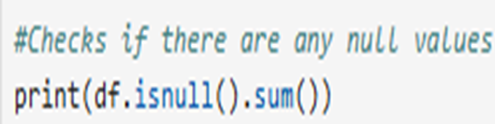 #Checks if there are any null values
print(df.isnull().sum())